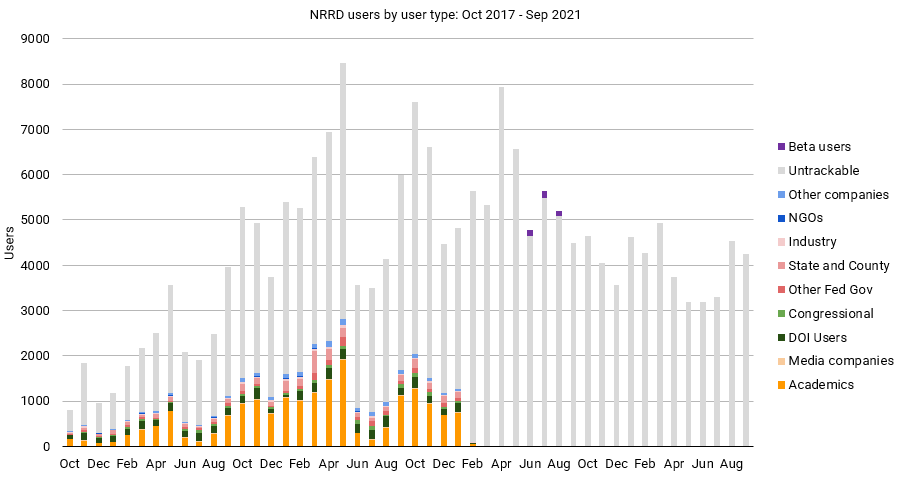 NRRD users by user type: Oct 2017 - Sep 2021
9000
8000
7000
6000
5000
4000
3000
2000
1000
0
Users
Oct Dec Feb Apr Jun Aug Oct Dec Feb Apr Jun Aug Oct Dec Feb Apr Jun Aug Oct Dec Feb Apr Jun Aug
Beta users
Untrackable
Other companies
NGOs
Industry
State and County
Other Fed Gov
Congressional
DOI Users
Media companies
Academics